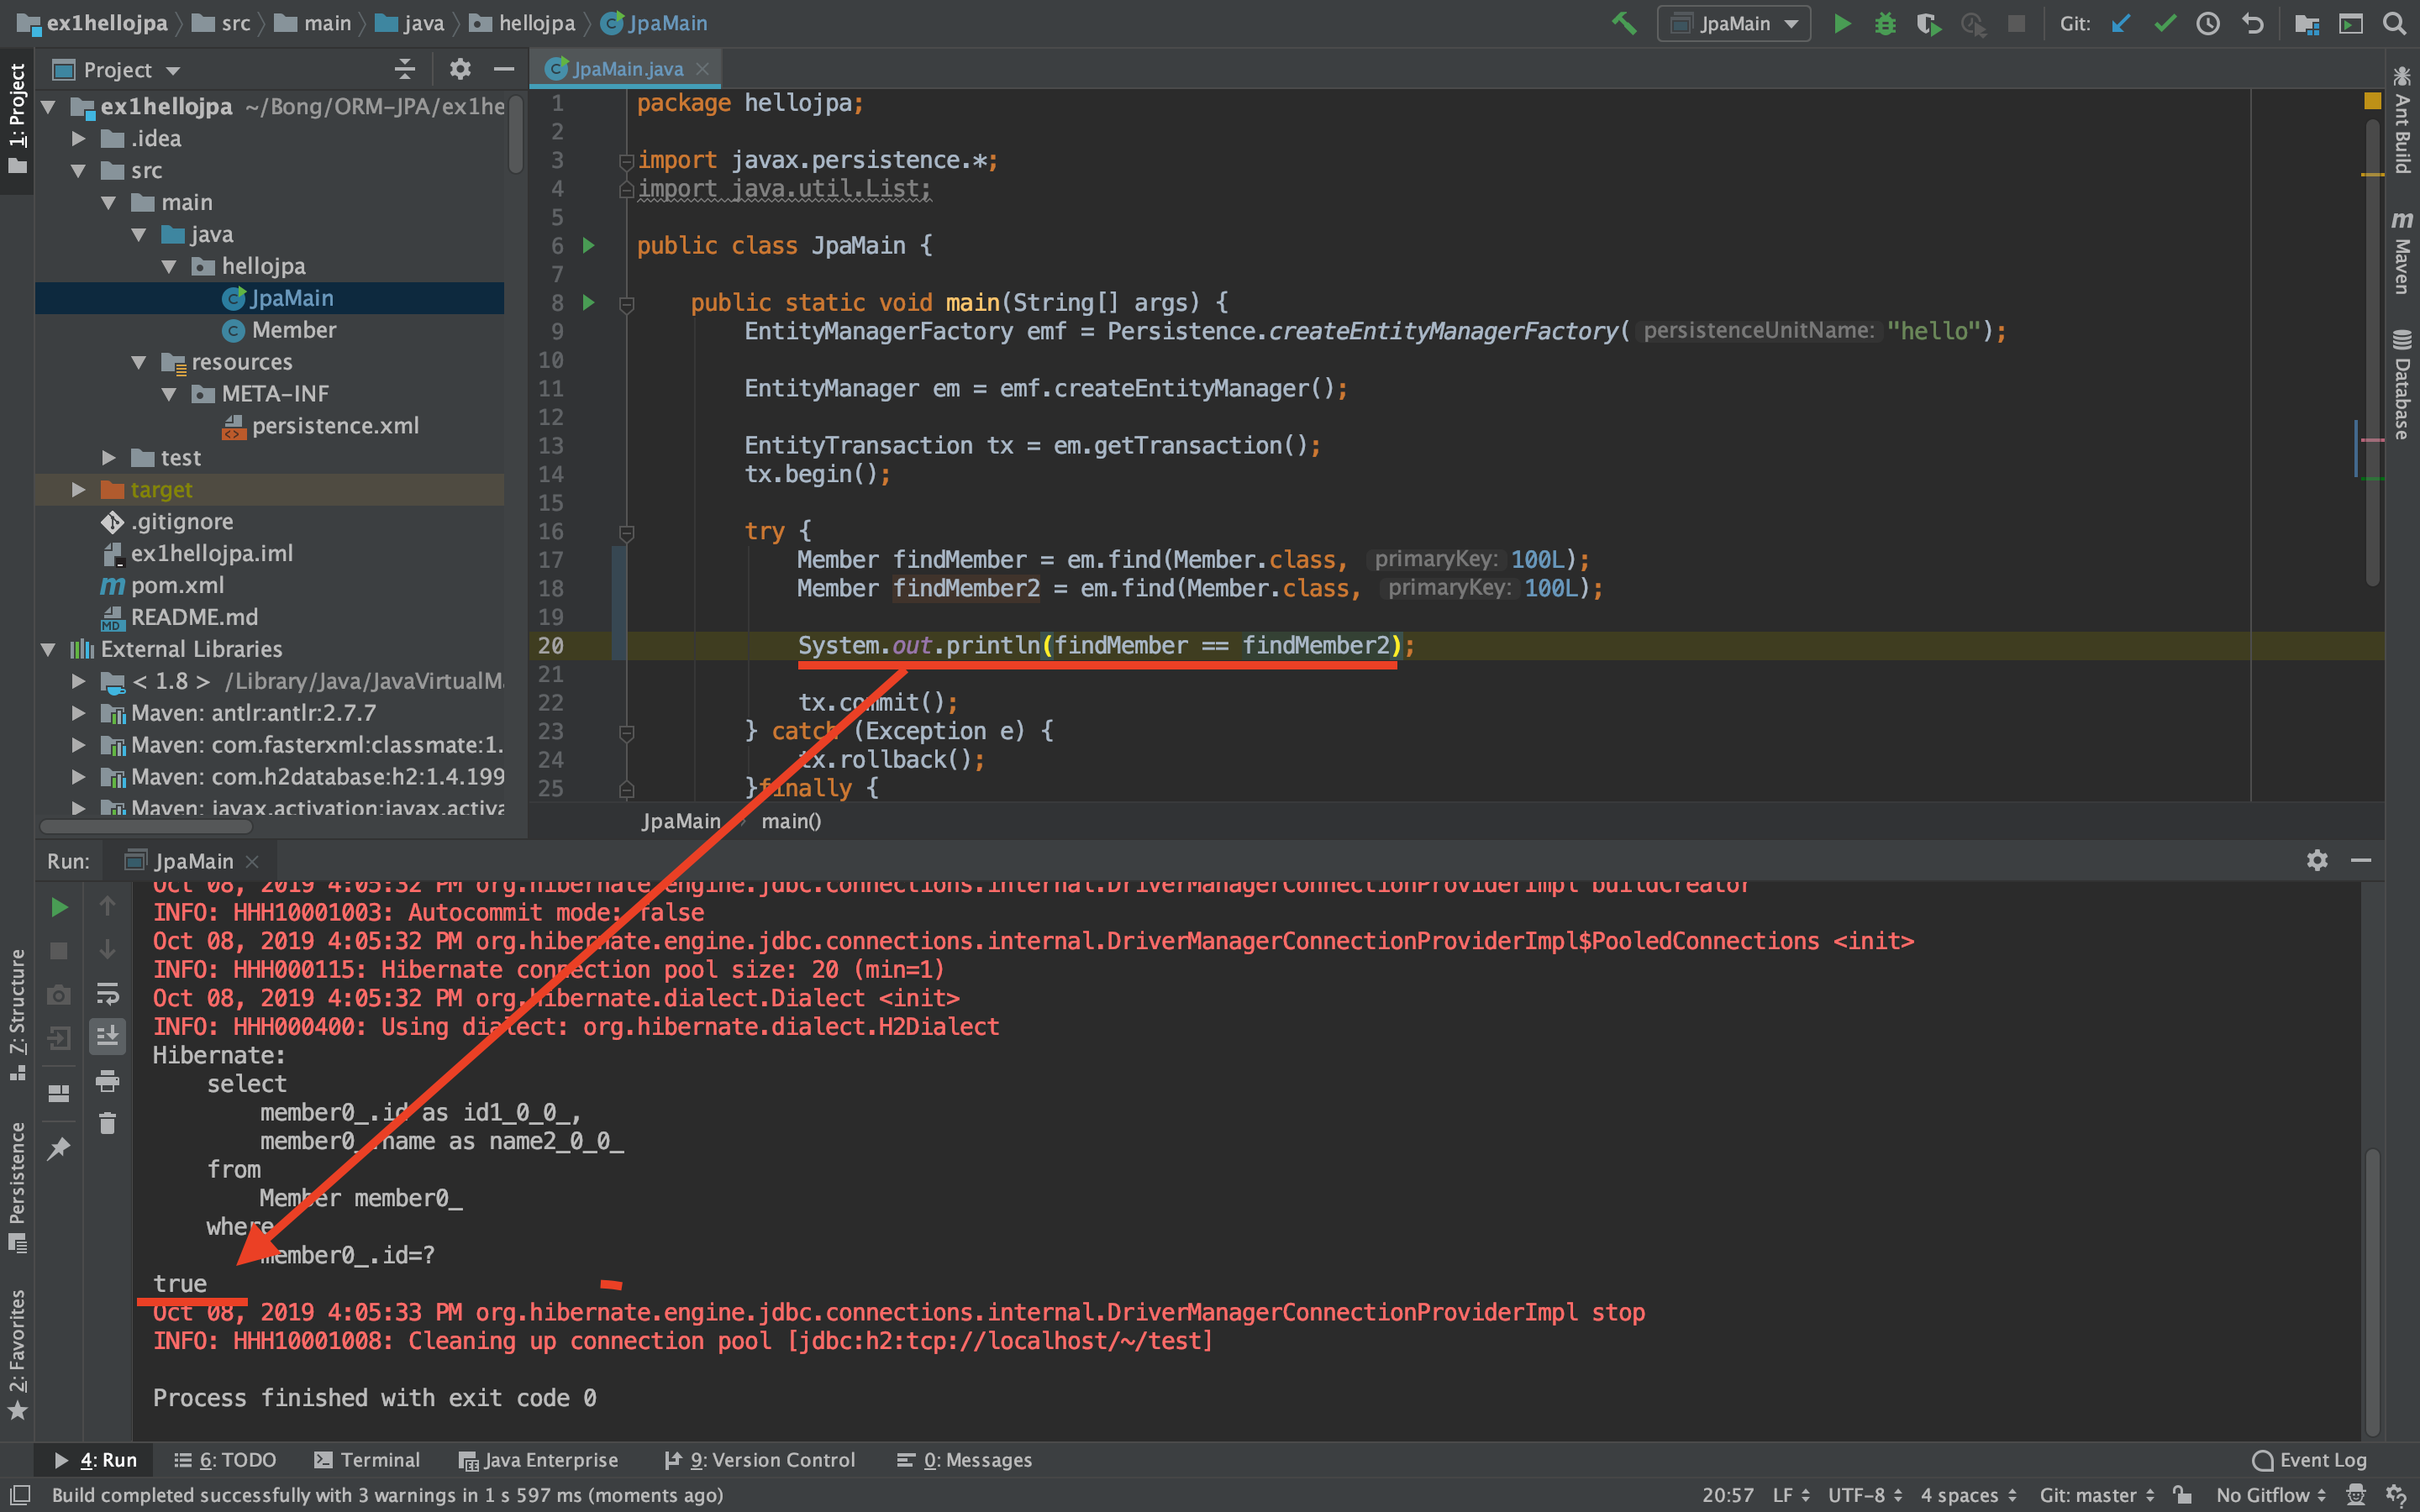 ex1hellojpa
src
main
java
hellojpa
JpaMain
JpaMain
Git:
1: Project
Project
JpaMain.java
ex1hellojpa ~/Bong/ORM-JPA/ex1he
.idea
src
main
java
hellojpa
JpaMain
Member
resources
META-INF
persistence.xml
test
target
.gitignore
ex1hellojpa.iml
pom.xml
README.md
External Libraries
< 1.8 > /Library/Java/JavaVirtualMa
Maven: antlr:antlr:2.7.7
Maven: com.fasterxml:classmate:1.
Maven: com.h2database:h2:1.4.199
Maven: javax.activation:javax.activa
1 package hellojpa;
2
3 import javax.persistence.*;
4 import java.util.List;
5
6 public class JpaMain {
7
8 public static void main(String[] args) {
9 EntityManagerFactory emf = Persistence.createEntityManagerFactory( persistenceUnitName: "hello");
10
11 EntityManager em = emf.createEntityManager();
12
13 EntityTransaction tx = em.getTransaction();
14 tx.begin();
15
16 try {
17 Member findMember = em.find(Member.class, primaryKey: 100L);
18 Member findMember2 = em.find(Member.class, primaryKey: 100L);
19
20 System.out.println(findMember == findMember2);
21
22 tx.commit();
23 } catch (Exception e) {
24 tx.rollback();
25 }finally {
JpaMain main()
Ant Build
Maven
Database
Run: JpaMain
Oct 08, 2019 4:05:32 PM org.hibernate.engine.jdbc.connections.internal.DriverManagerConnectionProviderImpl buildCreator
INFO: HHH10001003: Autocommit mode: false
Oct 08, 2019 4:05:32 PM org.hibernate.engine.jdbc.connections.internal.DriverManagerConnectionProviderImpl$PooledConnections <init>
INFO: HHH000115: Hibernate connection pool size: 20 (min=1)
Oct 08, 2019 4:05:32 PM org.hibernate.dialect.Dialect <init>
INFO: HHH000400: Using dialect: org.hibernate.dialect.H2Dialect
Hibernate:
select
member0_.id as id1_0_0_,
member0_.name as name2_0_0_
from
Member member0_
where
member0_.id=?
true
Oct 08, 2019 4:05:33 PM org.hibernate.engine.jdbc.connections.internal.DriverManagerConnectionProviderImpl stop
INFO: HHH10001008: Cleaning up connection pool [jdbc:h2:tcp://localhost/~/test]
Process finished with exit code 0
Z: Structure
Persistence
2: Favorites
4: Run
6: TODO
Terminal
Java Enterprise
9: Version Control
0: Messages
Event Log
Build completed successfully with 3 warnings in 1 s 597 ms (moments ago)
20:57 LF UTF-8 4 spaces Git: master No Gitflow